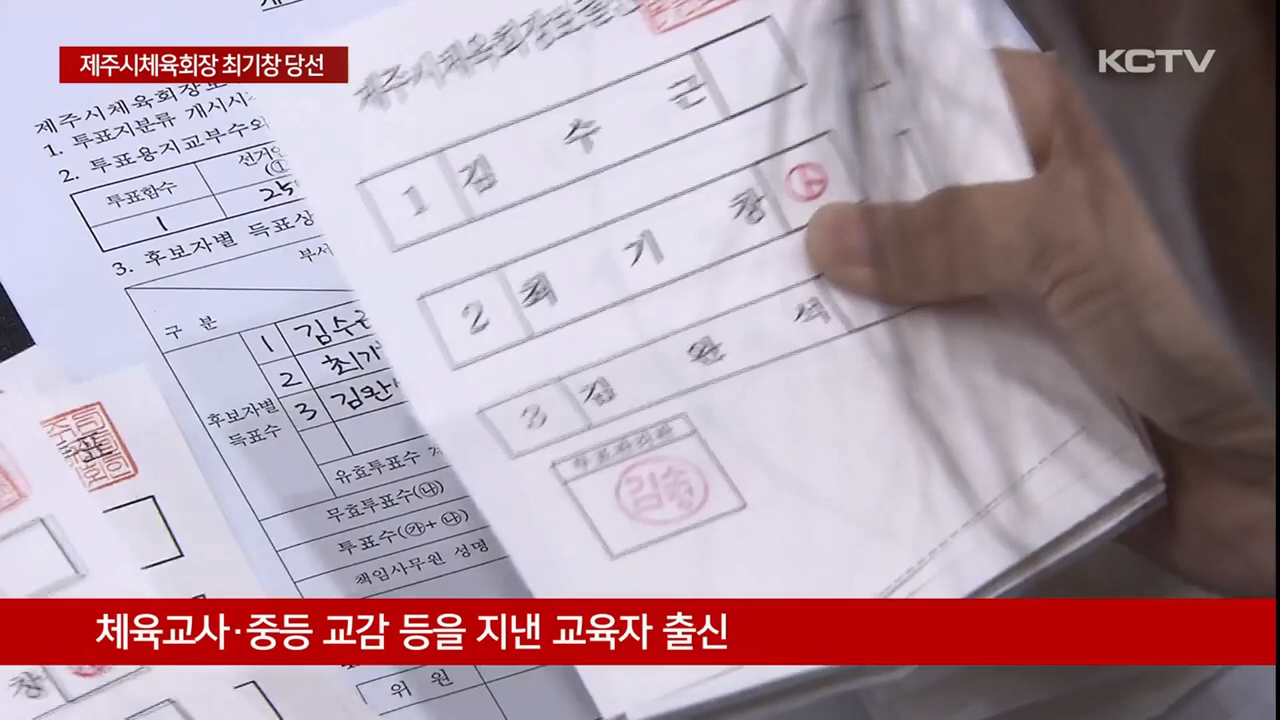 제주시체육회장 최기창 당선
KCTV
제주시체육회장보궐선
1 김수근
2 최기창
3 김완석
제주시체육회장보
1. 투표지분류 개시시
2. 투표용지교부수와
투표함수
1
25
3. 후보자별 득표상
구 분
후보자별
득표수
1
2 최기
3 김완
유효투표수
무효투표수(㉯)
투표수(㉮+㉯)
책임사무원 성명
위 원
창
체육교사·중등 교감 등을 지낸 교육자 출신